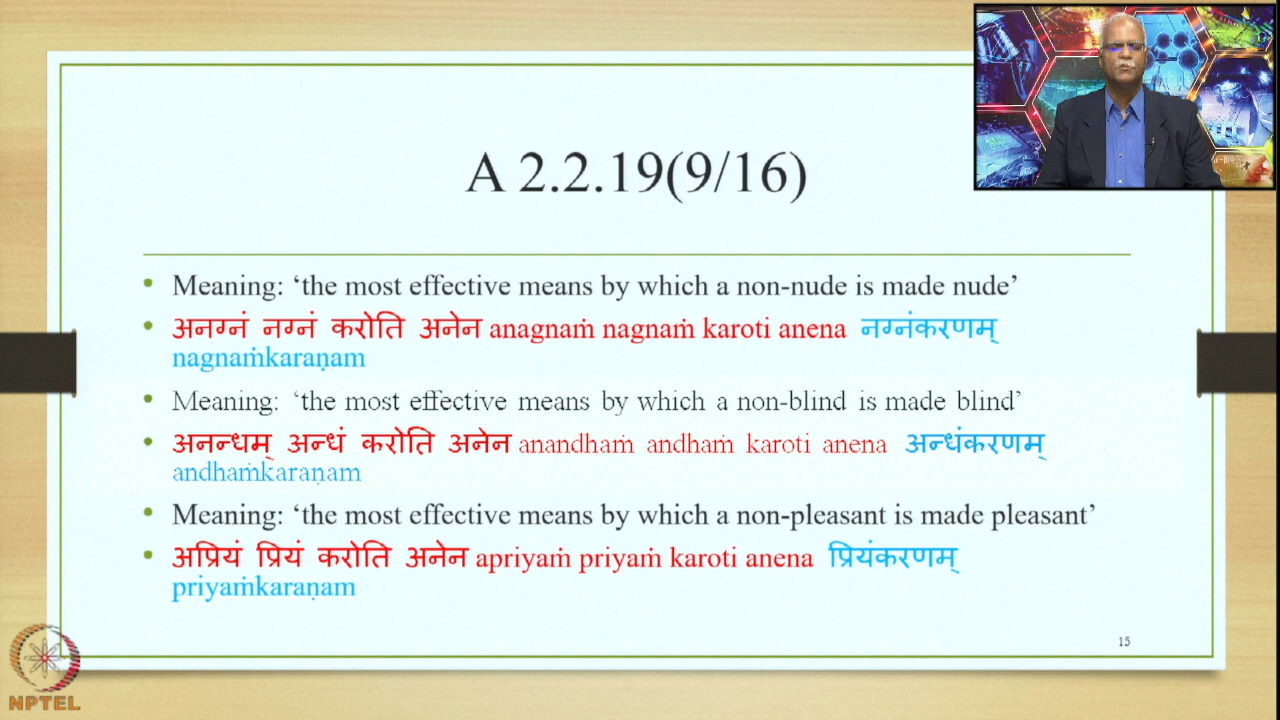 A 2.2.19(9/16)
• Meaning: ‘the most effective means by which a non-nude is made nude’
• अनग्नं नग्नं करोति अनेन anagnaṁ nagnaṁ karoti anena नग्नंकरणम्
nagnaṁkaraṇam
• Meaning: ‘the most effective means by which a non-blind is made blind’
• अनन्धम् अन्धं करोति अनेन anandhaṁ andhaṁ karoti anena अन्धंकरणम्
andhaṁkaraṇam
• Meaning: ‘the most effective means by which a non-pleasant is made pleasant’
• अप्रियं प्रियं करोति अनेन apriyaṁ priyaṁ karoti anena प्रियंकरणम्
priyaṁkaraṇam
15
NPTEL